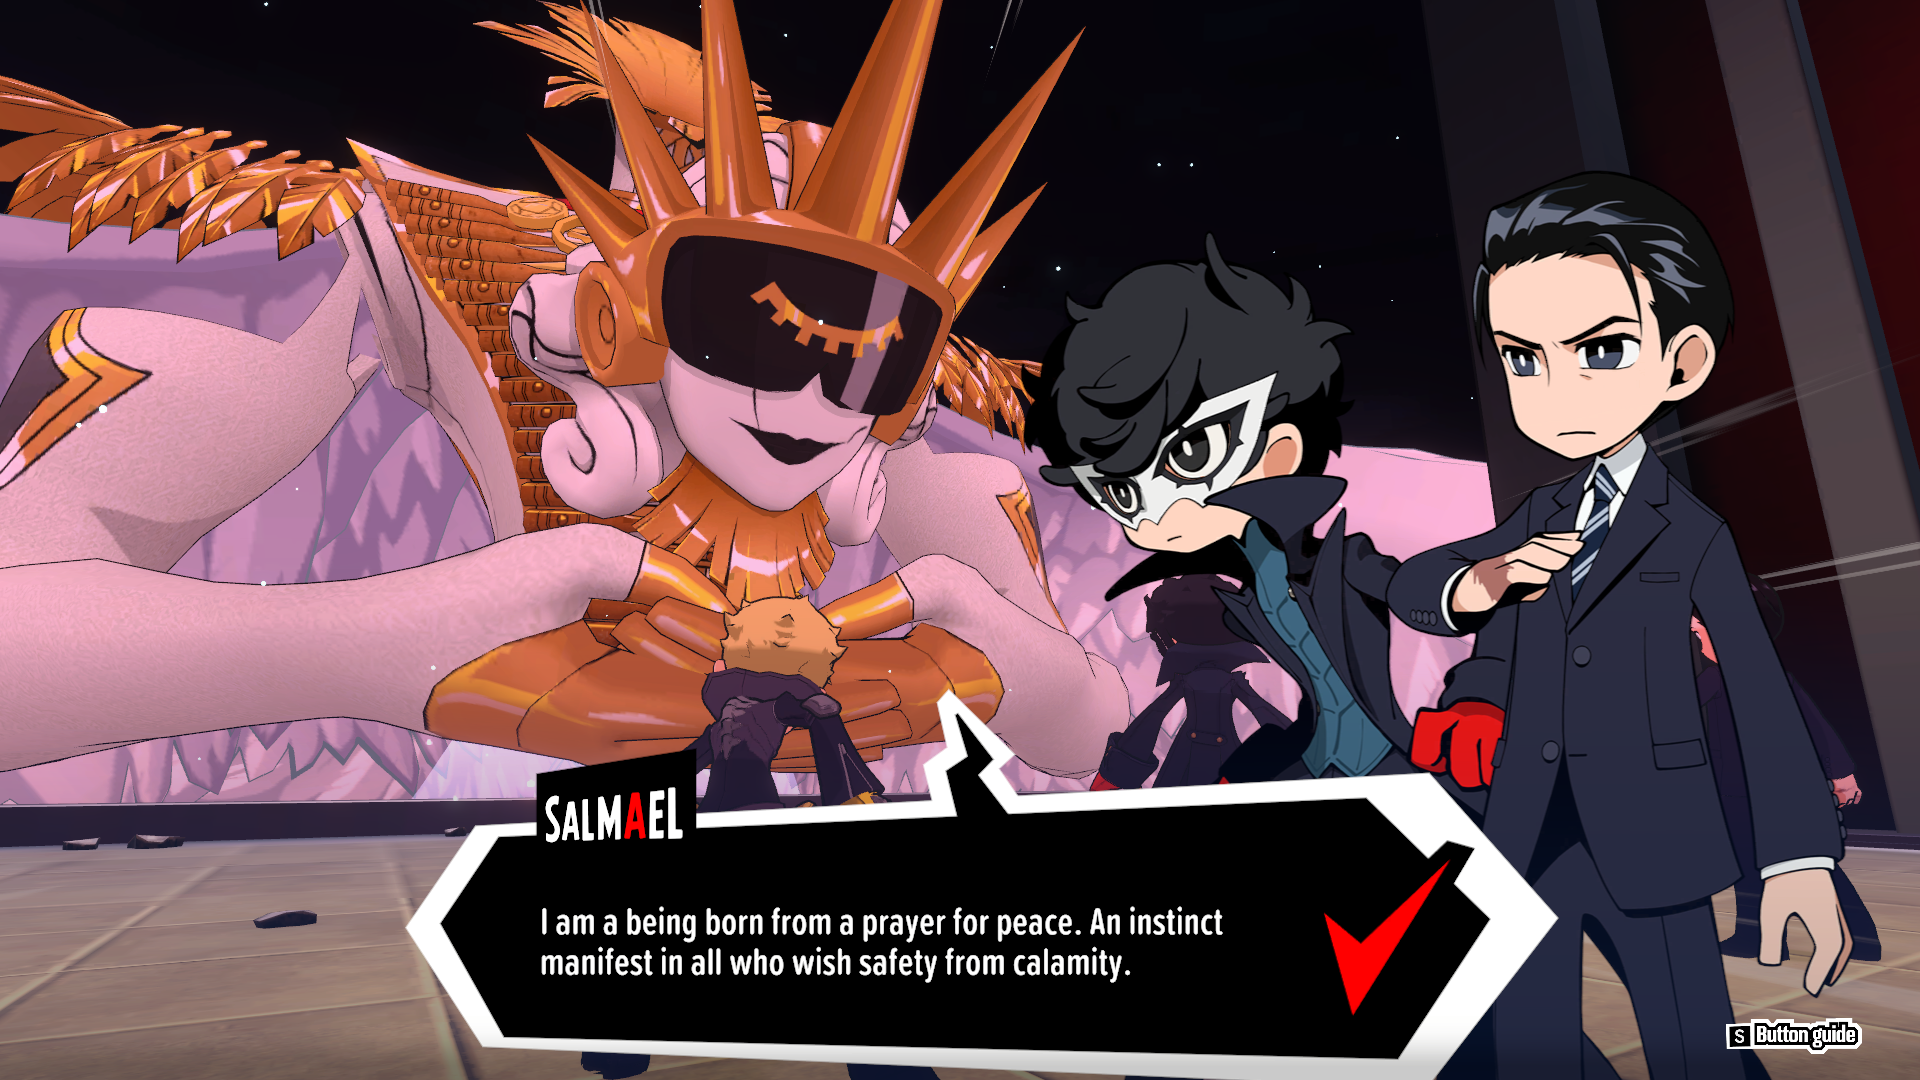 SALMAEL
I am a being born from a prayer for peace. An instinct
manifest in all who wish safety from calamity.
S Button guide